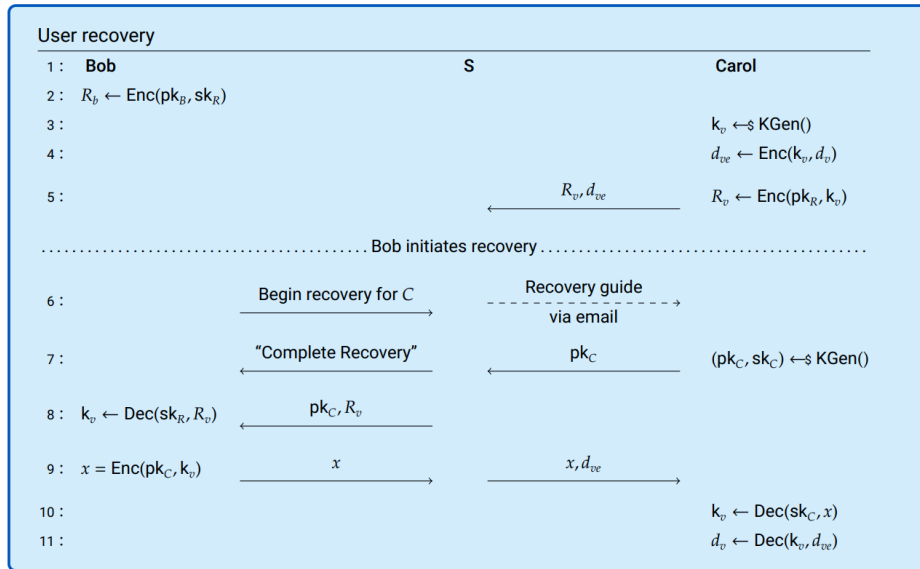 User recovery
1 : Bob S Carol
2 : R_b ← Enc(pk_B, sk_R)
3 : k_v ←$ KGen()
4 : d_ve ← Enc(k_v, d_v)
5 : R_v, d_ve R_v ← Enc(pk_R, k_v)
Bob initiates recovery
6 : Begin recovery for C Recovery guide
via email
7 : “Complete Recovery” pk_C (pk_C, sk_C) ←$ KGen()
8 : k_v ← Dec(sk_R, R_v) pk_C, R_v
9 : x = Enc(pk_C, k_v) x x, d_ve
10 : k_v ← Dec(sk_C, x)
11 : d_v ← Dec(k_v, d_ve)